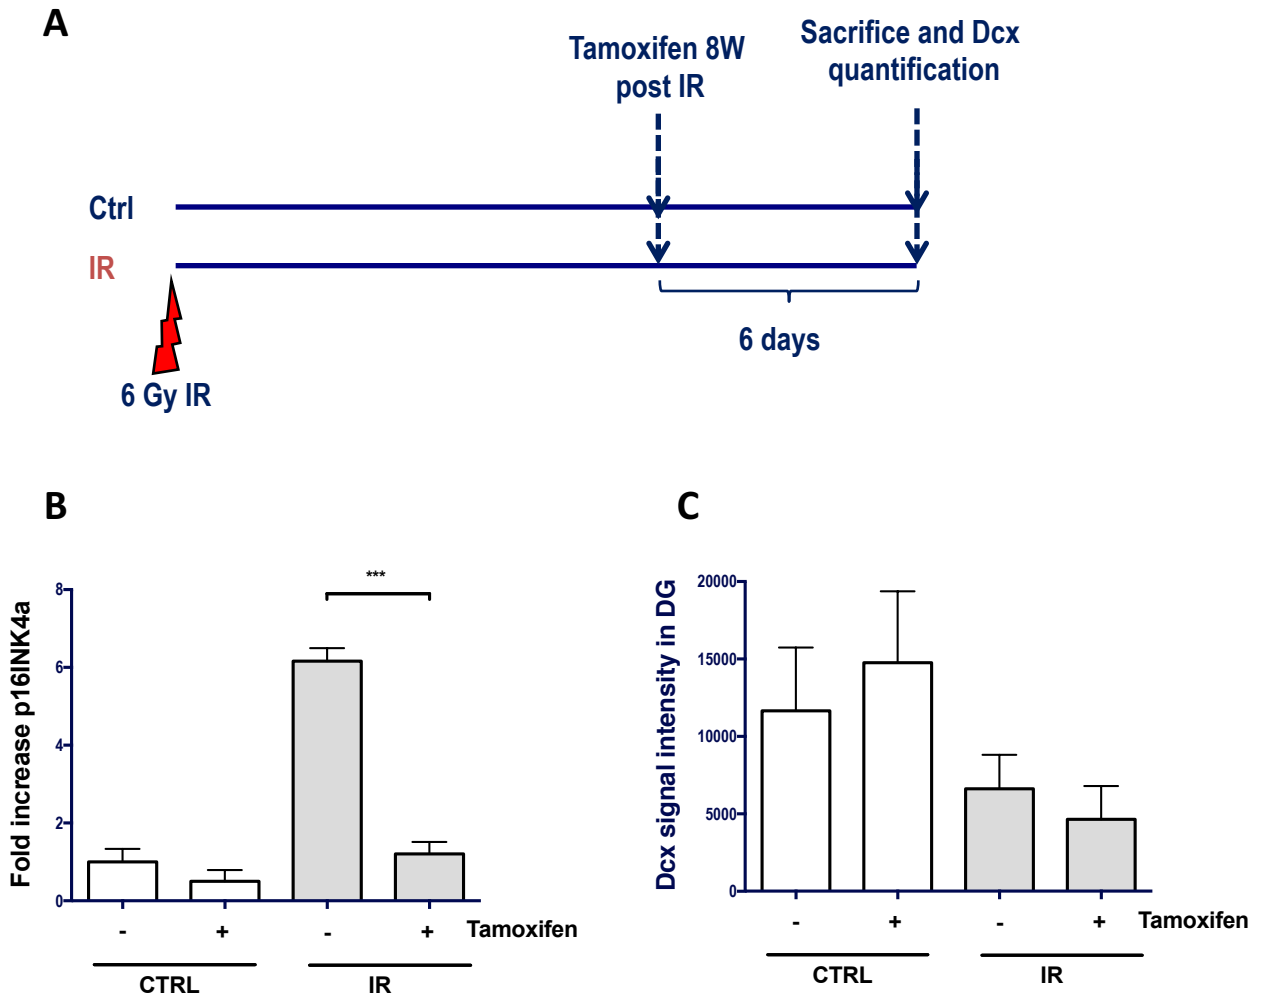 A
Tamoxifen 8W
post IR
Sacrifice and Dcx
quantification
Ctrl
IR
6 days
6 Gy IR
B
Fold increase p16INK4a
8
6
4
2
0
***
- + - + Tamoxifen
CTRL IR
C
Dcx signal intensity in DG
20000
15000
10000
5000
0
- + - + Tamoxifen
CTRL IR